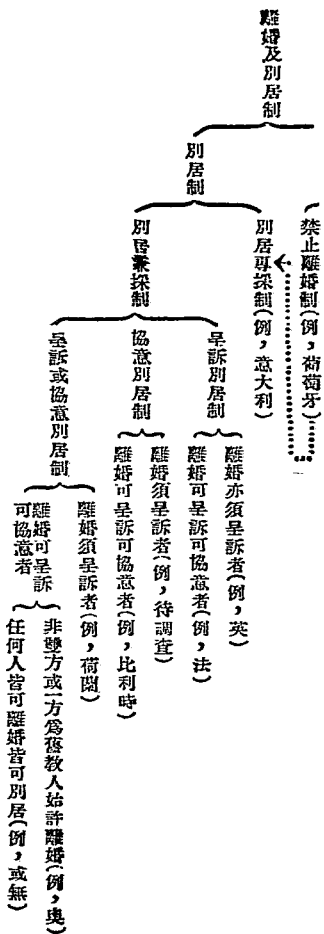 禁止離婚制(例,荷萄牙)
離婚及別居制
別居制
別居專採制(例,意大利)
別居兼採制
呈訴別居制
離婚亦須呈訴者(例,英)
離婚可呈訴可協意者(例,法)
協意別居制
離婚須呈訴者(例,待調查)
離婚可呈訴可協意者(例,比利時)
呈訴或協意別居制
離婚須呈訴者(例,荷蘭)
離婚可呈訴
可協意者
非雙方或一方爲舊教人始許離婚(例,奧)
任何人皆可離婚皆可別居(例,或無)